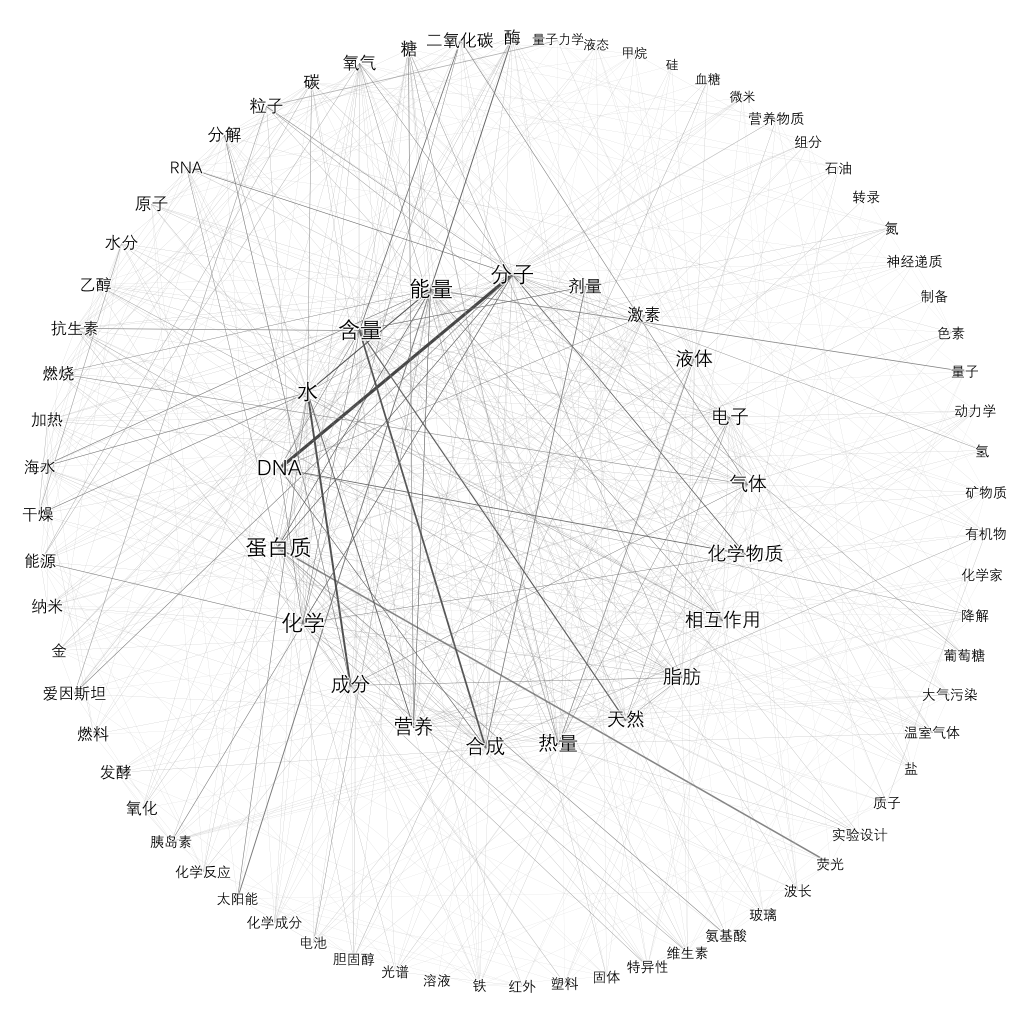 二氧化碳
酶
量子力学
液态
甲烷
硅
血糖
微米
营养物质
组分
石油
转录
氮
神经递质
制备
色素
量子
动力学
氢
矿物质
有机物
化学家
降解
葡萄糖
大气污染
温室气体
盐
质子
实验设计
荧光
波长
玻璃
氨基酸
维生素
特异性
固体
塑料
红外
铁
溶液
光谱
胆固醇
电池
化学成分
太阳能
化学反应
胰岛素
氧化
发酵
燃料
爱因斯坦
金
纳米
能源
干燥
海水
加热
燃烧
抗生素
乙醇
水分
原子
RNA
分解
粒子
碳
氧气
糖
分子
剂量
激素
液体
电子
气体
化学物质
相互作用
脂肪
天然
热量
合成
营养
成分
化学
蛋白质
DNA
水
含量
能量